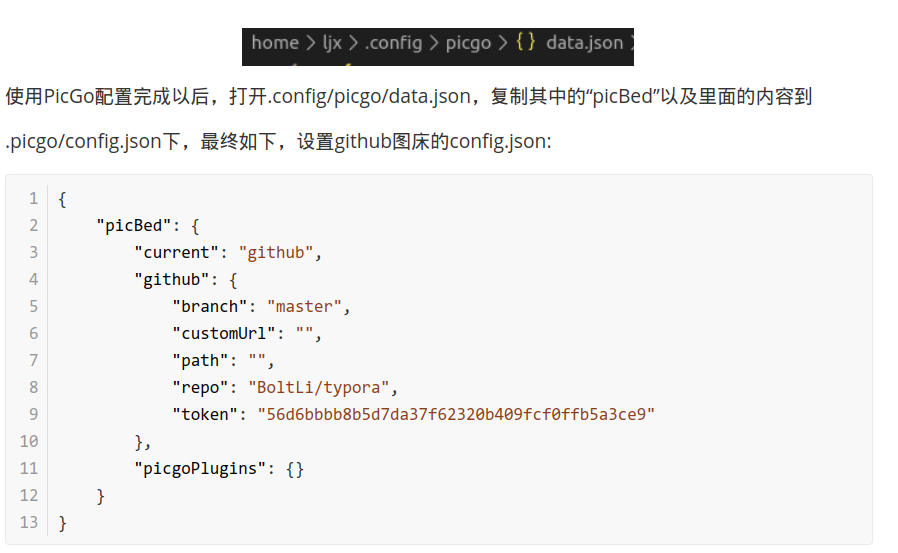 home > ljx > .config > picgo > {} data.json
使用PicGo配置完成以后，打开.config/picgo/data.json，复制其中的“picBed”以及里面的内容到
.picgo/config.json下，最终如下，设置github图床的config.json:
1 {
2     "picBed": {
3         "current": "github",
4         "github": {
5             "branch": "master",
6             "customUrl": "",
7             "path": "",
8             "repo": "BoltLi/typora",
9             "token": "56d6bbbb8b5d7da37f62320b409fcf0ffb5a3ce9"
10         },
11         "picgoPlugins": {}
12     }
13 }